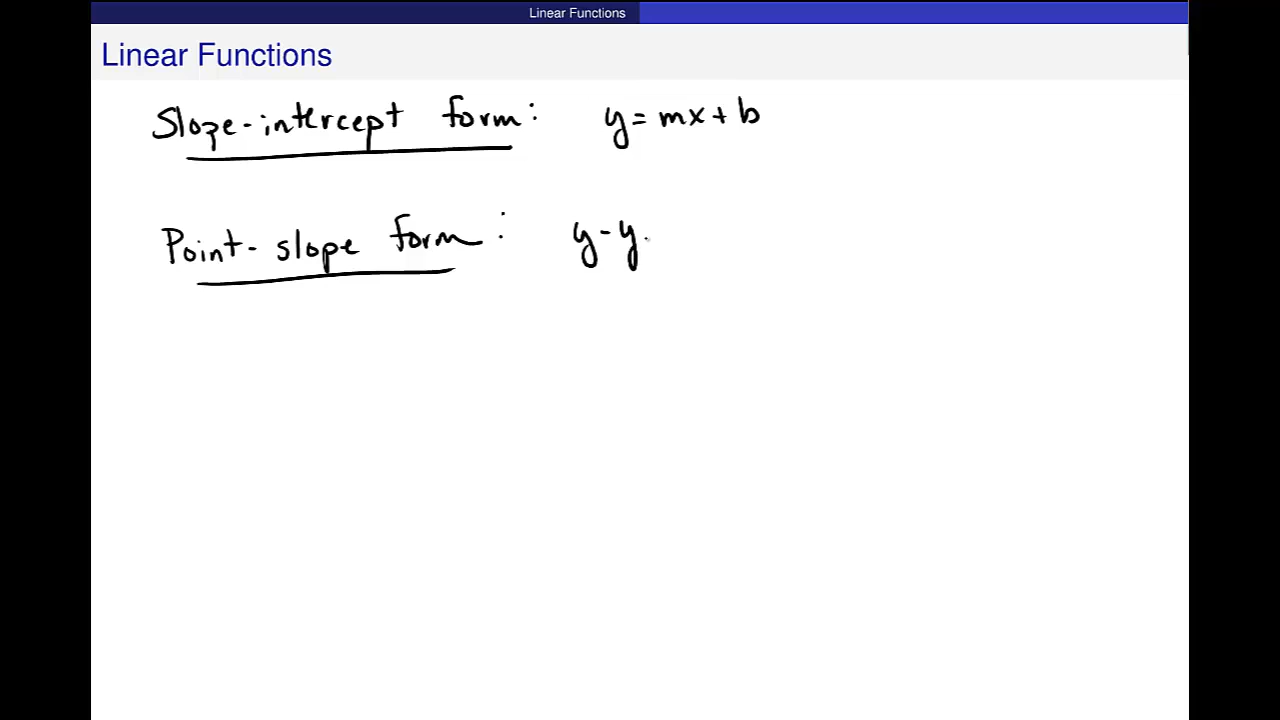 Linear Functions
Linear Functions
Slope-intercept form: y = mx + b
Point-slope form: y - y